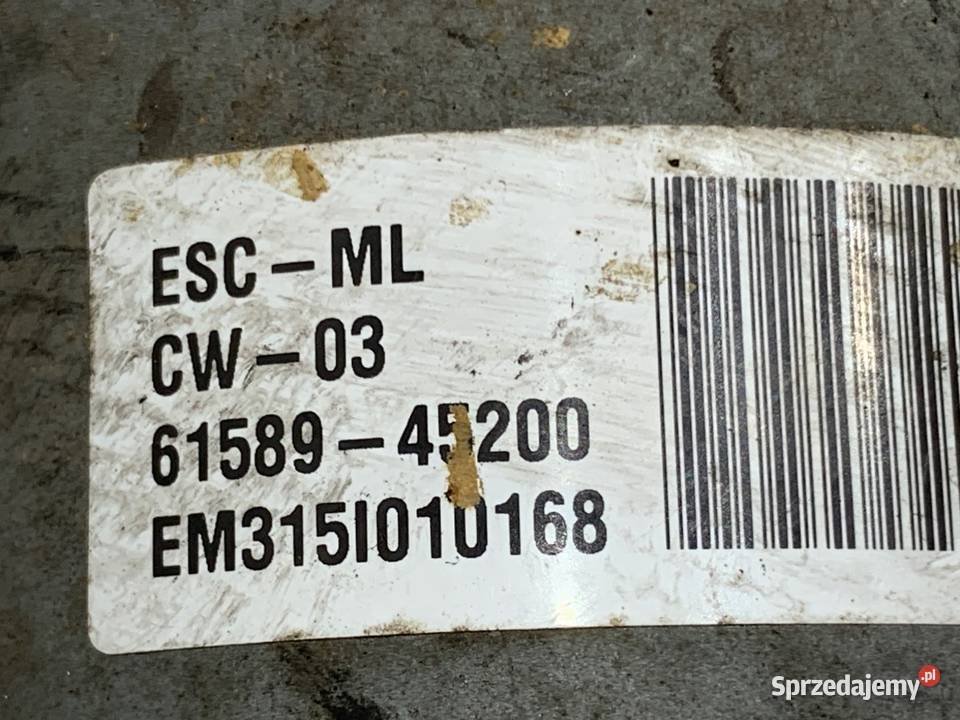 ESC-ML
CW-03
61589-45200
EM315I010168
Sprzedajemy.pl